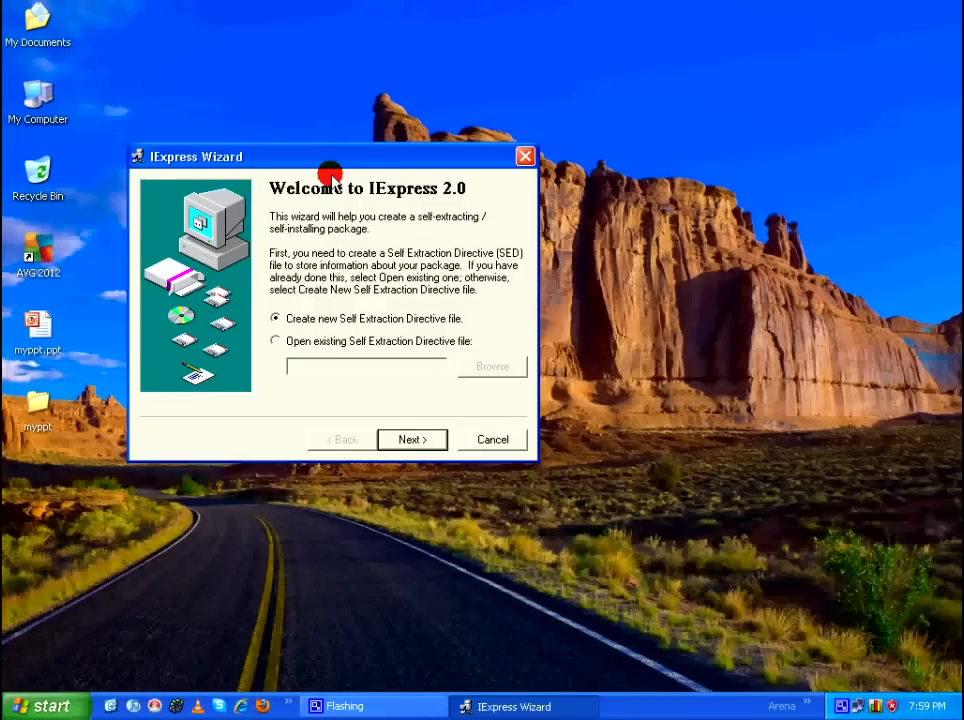 My Documents
My Computer
Recycle Bin
AVG 2012
myppt.ppt
myppt
IExpress Wizard
Welcome to IExpress 2.0
This wizard will help you create a self-extracting /
self-installing package.
First, you need to create a Self Extraction Directive (SED)
file to store information about your package. If you have
already done this, select Open existing one; otherwise,
select Create New Self Extraction Directive file.
Create new Self Extraction Directive file.
Open existing Self Extraction Directive file:
Browse
< Back
Next >
Cancel
start
»
Flashing
IExpress Wizard
Arena
»
7:59 PM